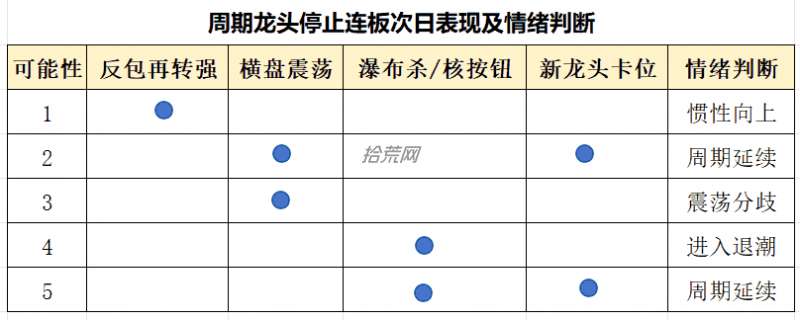 周期龙头停止连板次日表现及情绪判断
可能性 反包再转强 横盘震荡 瀑布杀/核按钮 新龙头卡位 情绪判断
1 惯性向上
2 拾荒网 周期延续
3 震荡分歧
4 进入退潮
5 周期延续